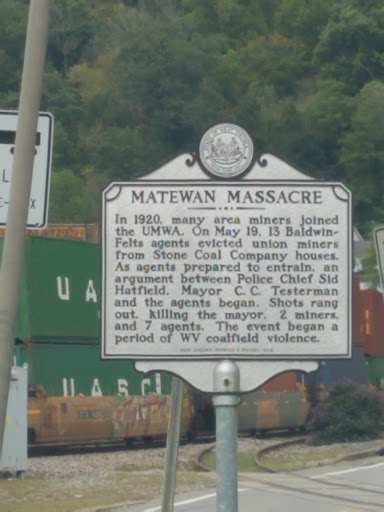 MATEWAN MASSACRE
In 1920, many area miners joined
the UMWA. On May 19, 13 Baldwin-
Felts agents evicted union miners
from Stone Coal Company houses.
As agents prepared to entrain, an
argument between Police Chief Sid
Hatfield, Mayor C. C. Testerman
and the agents began. Shots rang
out, killing the mayor, 2 miners,
and 7 agents. The event began a
period of WV coalfield violence.
UA
UASC